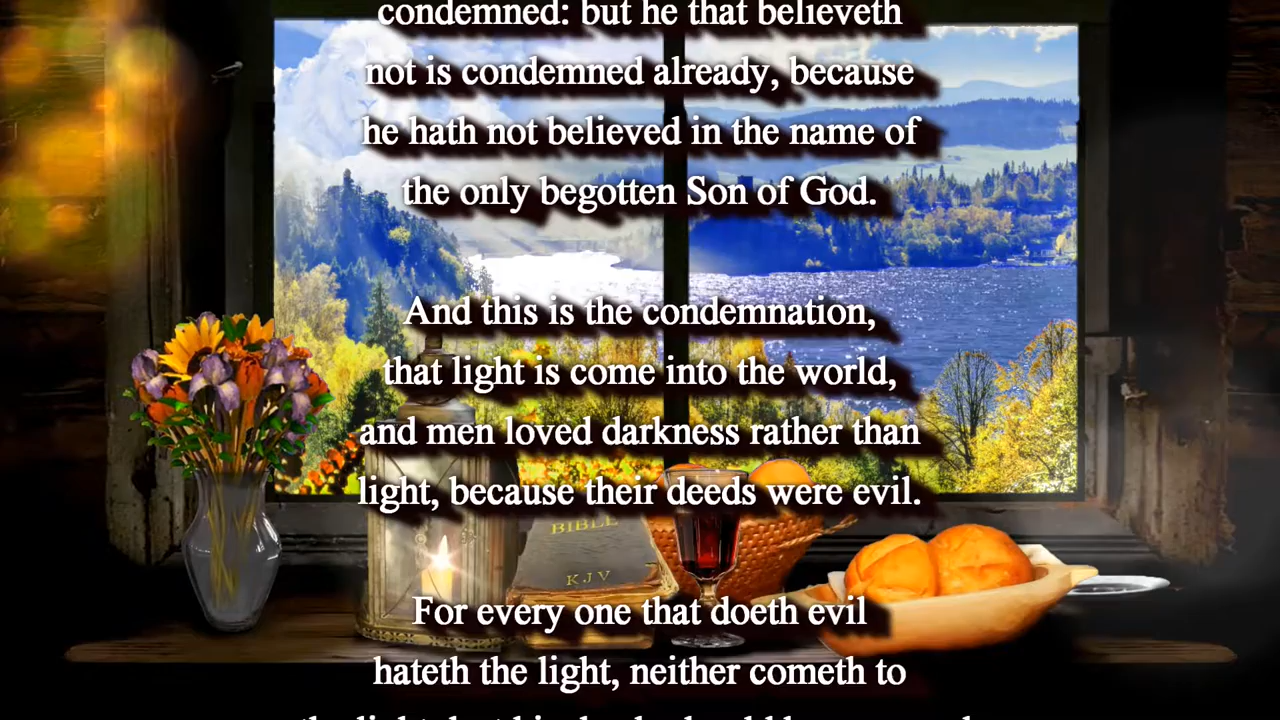 condemned: but he that believeth
not is condemned already, because
he hath not believed in the name of
the only begotten Son of God.
And this is the condemnation,
that light is come into the world,
and men loved darkness rather than
light, because their deeds were evil.
BIBLE
KJV
For every one that doeth evil
hateth the light, neither cometh to